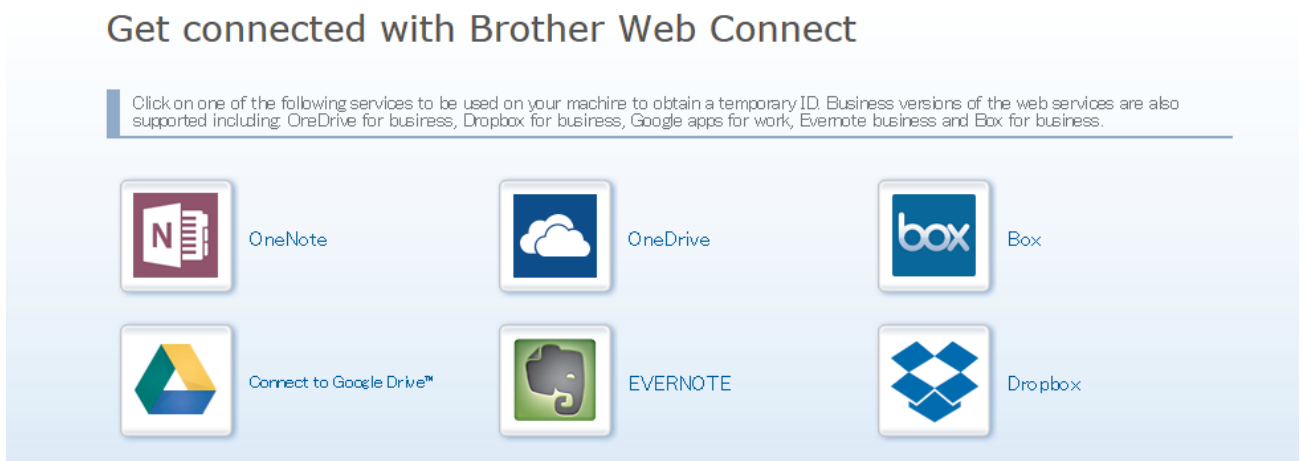 Get connected with Brother Web Connect
Click on one of the following services to be used on your machine to obtain a temporary ID. Business versions of the web services are also
supported including: OneDrive for business, Dropbox for business, Google apps for work, Evernote business and Box for business.
N
OneNote
OneDrive
box
Box
Connect to Google Drive™
EVERNOTE
Dropbox